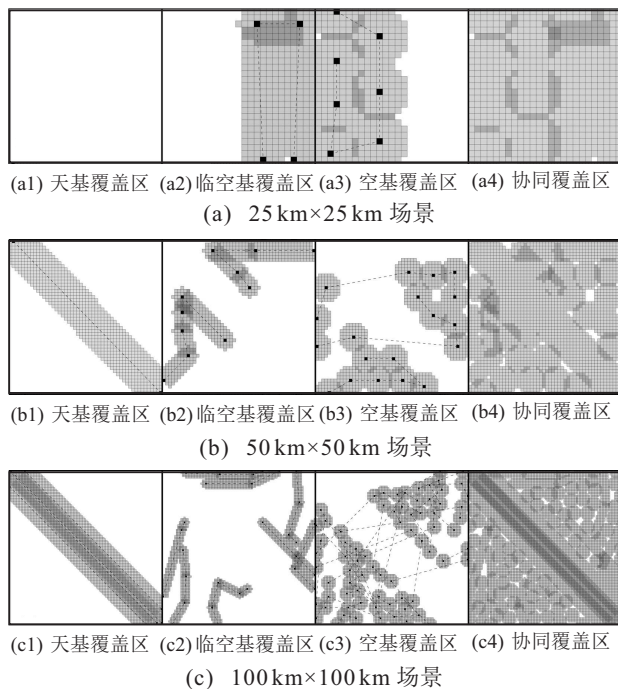 (a1) 天基覆盖区 (a2) 临空基覆盖区 (a3) 空基覆盖区 (a4) 协同覆盖区
(a) 25 km×25 km 场景
(b1) 天基覆盖区 (b2) 临空基覆盖区 (b3) 空基覆盖区 (b4) 协同覆盖区
(b) 50 km×50 km 场景
(c1) 天基覆盖区 (c2) 临空基覆盖区 (c3) 空基覆盖区 (c4) 协同覆盖区
(c) 100 km×100 km 场景